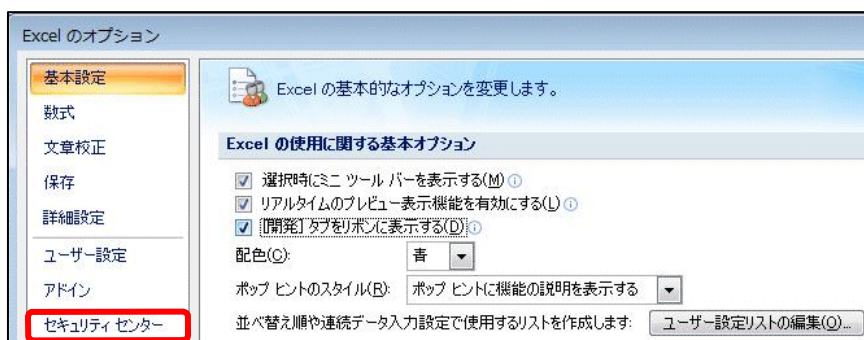 Excel のオプション
基本設定
数式
文章校正
保存
詳細設定
ユーザー設定
アドイン
セキュリティ センター
Excel の基本的なオプションを変更します。
Excel の使用に関する基本オプション
選択時にミニ ツール バーを表示する(M)
リアルタイムのプレビュー表示機能を有効にする(L)
[開発] タブをリボンに表示する(D)
配色(C): 青
ポップ ヒントのスタイル(R): ポップ ヒントに機能の説明を表示する
並べ替え順や連続データ入力設定で使用するリストを作成します: ユーザー設定リストの編集(O)...